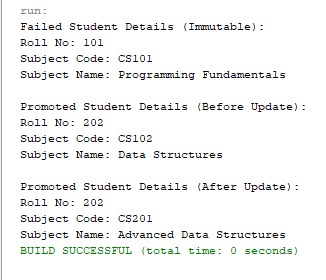 run:
Failed Student Details (Immutable):
Roll No: 101
Subject Code: CS101
Subject Name: Programming Fundamentals
Promoted Student Details (Before Update):
Roll No: 202
Subject Code: CS102
Subject Name: Data Structures
Promoted Student Details (After Update):
Roll No: 202
Subject Code: CS201
Subject Name: Advanced Data Structures
BUILD SUCCESSFUL (total time: 0 seconds)